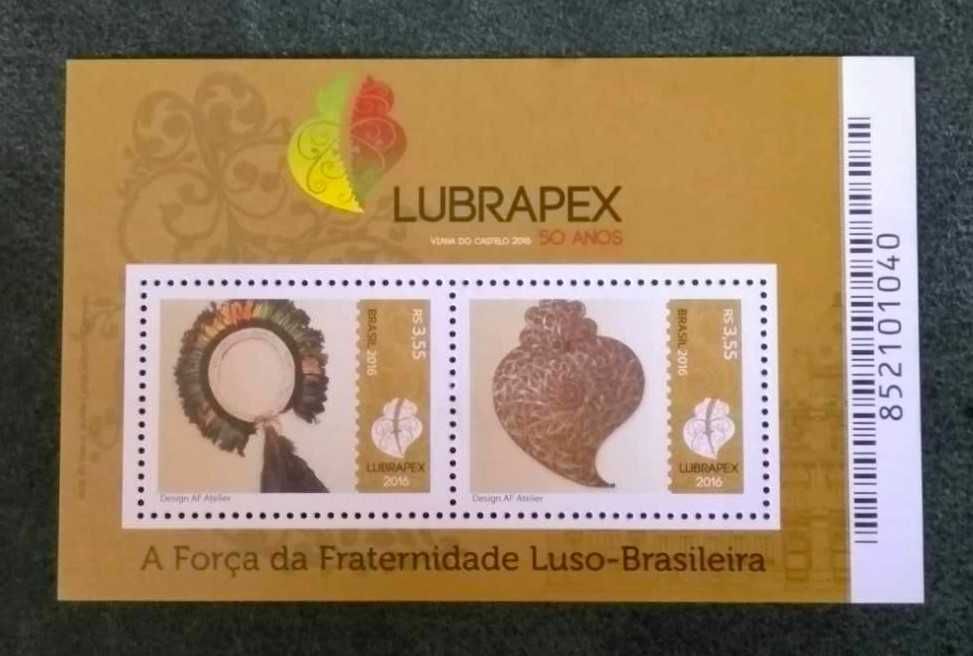 LUBRAPEX
VIANA DO CASTELO 2016 50 ANOS
BRASIL 2016
R$ 3,55
LUBRAPEX
2016
Design AF Atelier
BRASIL 2016
R$ 3,55
LUBRAPEX
2016
Design AF Atelier
A Força da Fraternidade Luso-Brasileira
852101040